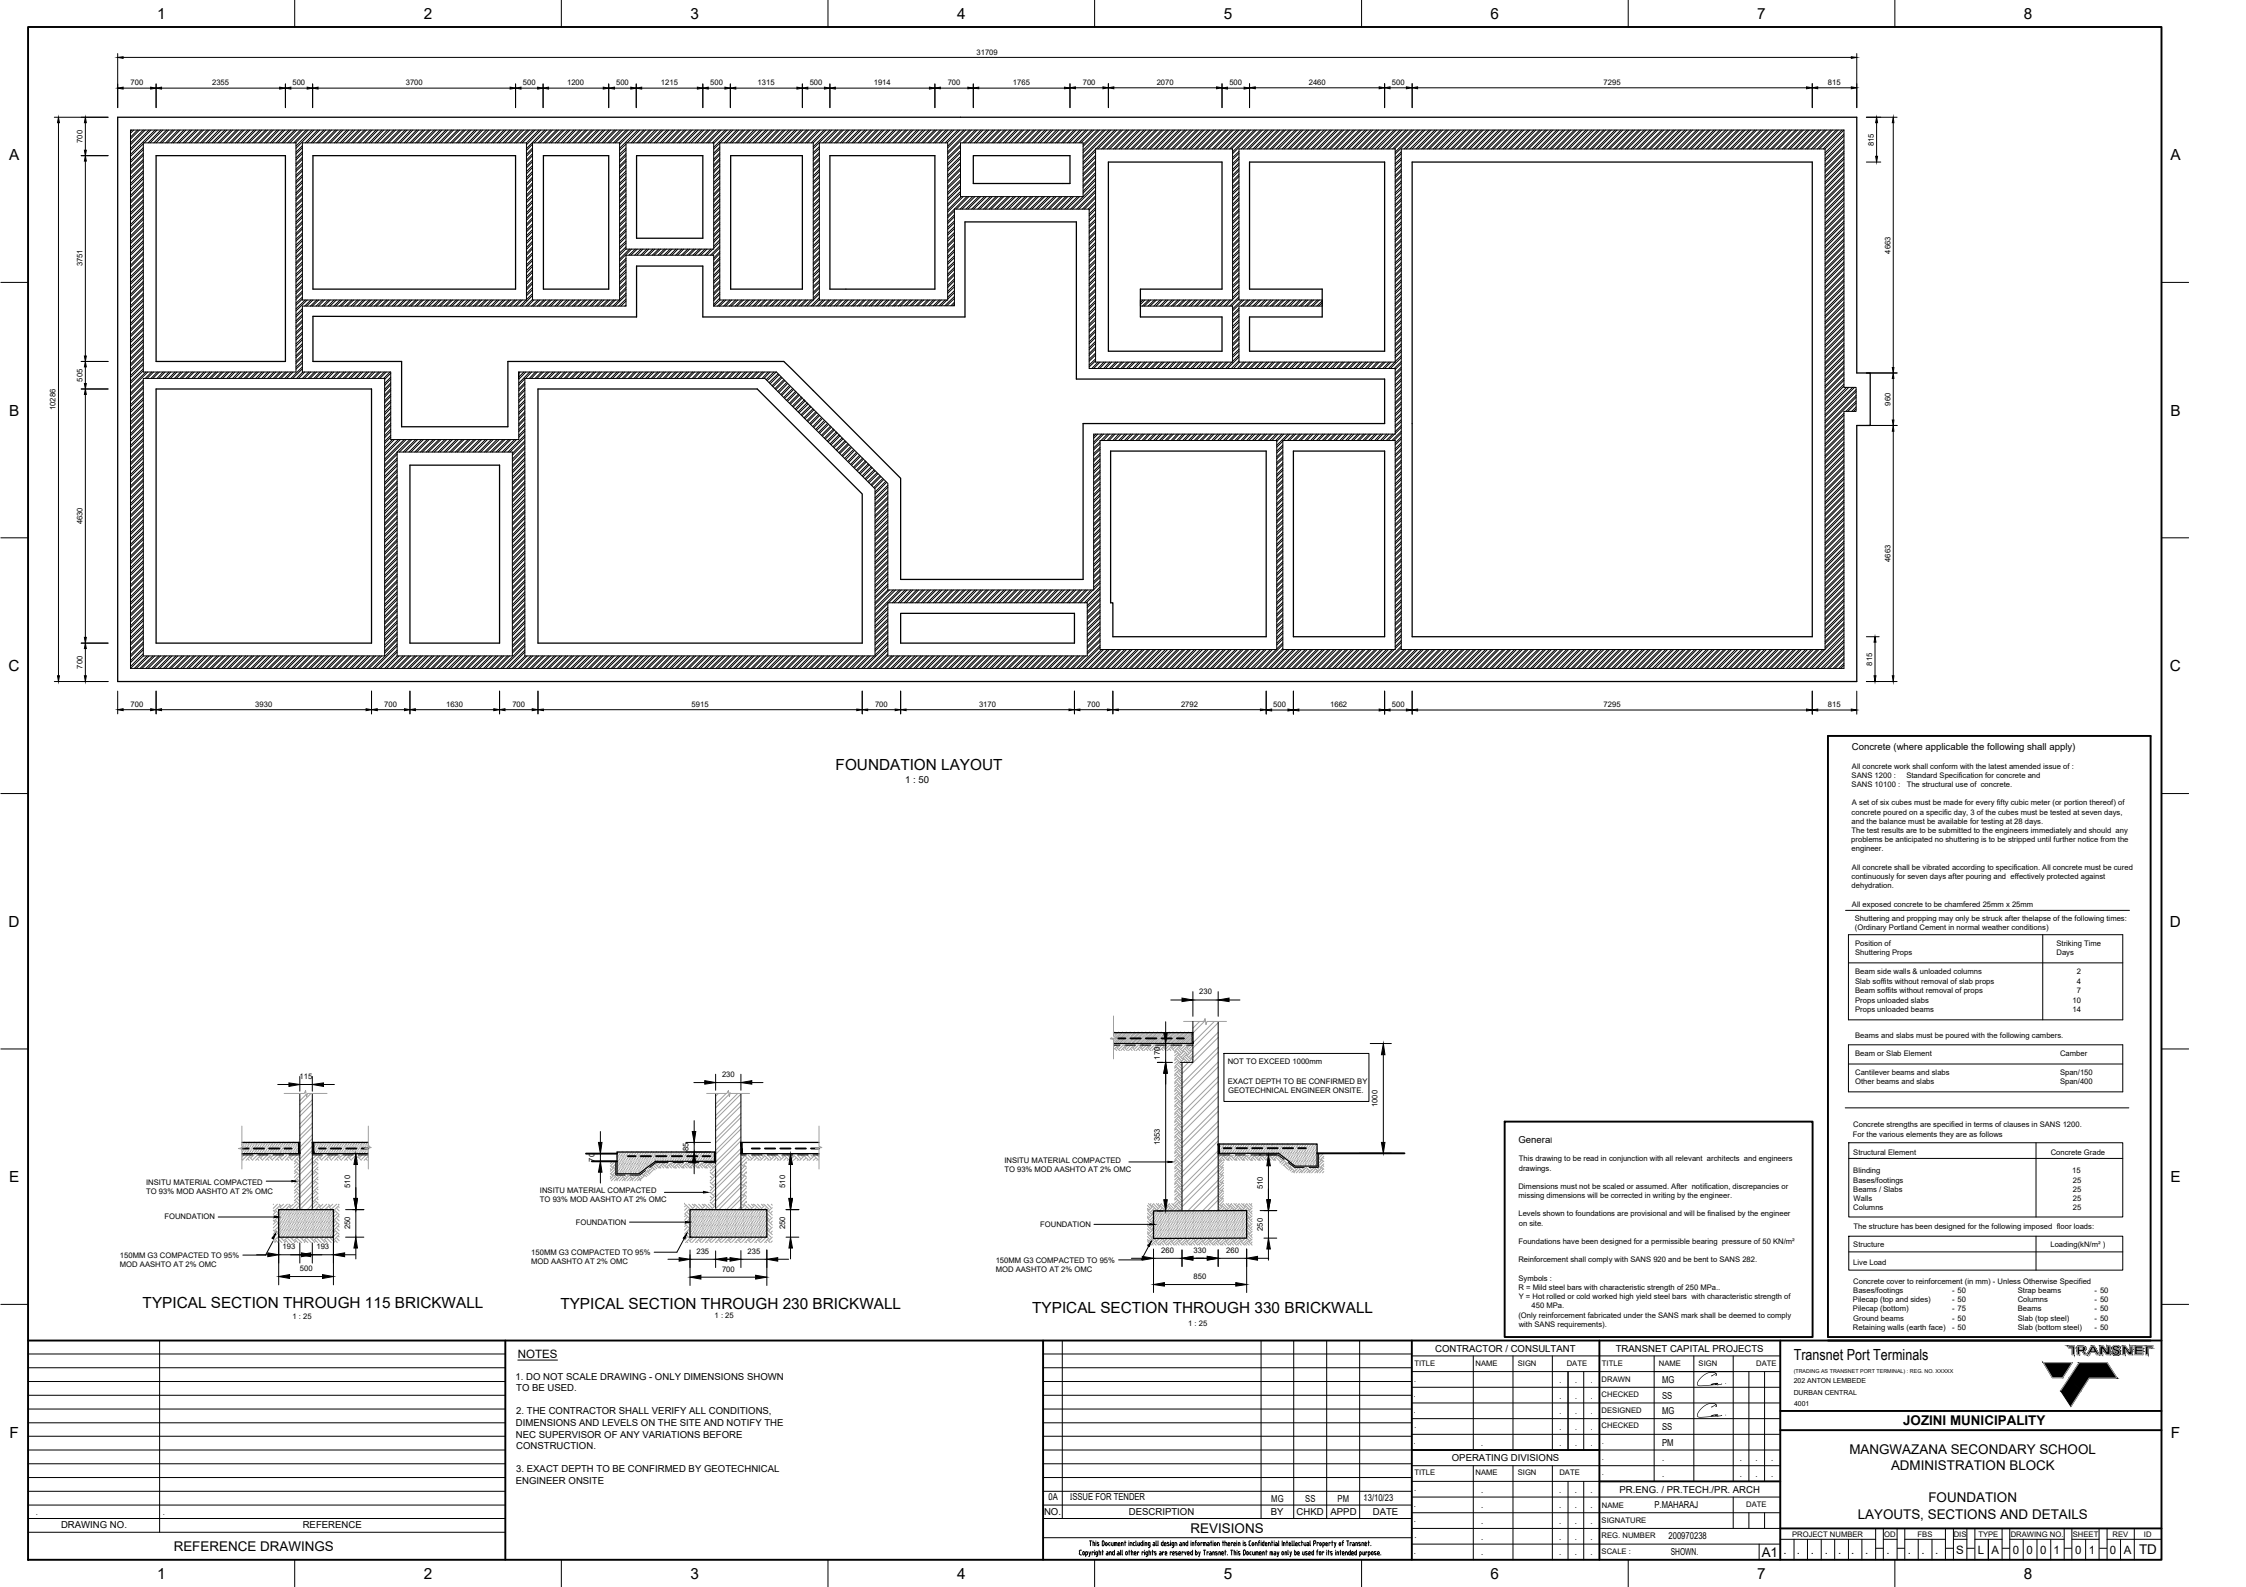 1 2 3 4 5 6 7 8
31709
700 2355 500 3700 500 1200 500 1215 500 1315 500 1914 700 1765 700 2070 500 2460 500 7295 815
A A
B B
C C
D D
E E
F F
10286
700
3751
505
4630
700
815
4663
960
4663
815
700 3930 700 1630 700 5915 700 3170 700 2792 500 1662 500 7295 815
FOUNDATION LAYOUT
1 : 50
115
510
250
INSITU MATERIAL COMPACTED
TO 93% MOD AASHTO AT 2% OMC
FOUNDATION
150MM G3 COMPACTED TO 95%
MOD AASHTO AT 2% OMC
193 193
500
TYPICAL SECTION THROUGH 115 BRICKWALL
1 : 25
230
510
250
INSITU MATERIAL COMPACTED
TO 93% MOD AASHTO AT 2% OMC
FOUNDATION
150MM G3 COMPACTED TO 95%
MOD AASHTO AT 2% OMC
235 235
700
TYPICAL SECTION THROUGH 230 BRICKWALL
1 : 25
230
170
1353
1000
510
250
NOT TO EXCEED 1000mm
EXACT DEPTH TO BE CONFIRMED BY
GEOTECHNICAL ENGINEER ONSITE.
INSITU MATERIAL COMPACTED
TO 93% MOD AASHTO AT 2% OMC
FOUNDATION
150MM G3 COMPACTED TO 95%
MOD AASHTO AT 2% OMC
260 330 260
850
TYPICAL SECTION THROUGH 330 BRICKWALL
1 : 25
General
This drawing to be read in conjunction with all relevant architects and engineers
drawings.
Dimensions must not be scaled or assumed. After notification, discrepancies or
missing dimensions will be corrected in writing by the engineer.
Levels shown to foundations are provisional and will be finalised by the engineer
on site.
Foundations have been designed for a permissible bearing pressure of 50 KN/m²
Reinforcement shall comply with SANS 920 and be bent to SANS 282.
Symbols :
R = Mild steel bars with characteristic strength of 250 MPa..
Y = Hot rolled or cold worked high yield steel bars with characteristic strength of
450 MPa.
(Only reinforcement fabricated under the SANS mark shall be deemed to comply
with SANS requirements).
Concrete (where applicable the following shall apply)
All concrete work shall conform with the latest amended issue of :
SANS 1200 : Standard Specification for concrete and
SANS 10100 : The structural use of concrete.
A set of six cubes must be made for every fifty cubic meter (or portion thereof) of
concrete poured on a specific day, 3 of the cubes must be tested at seven days,
and the balance must be available for testing at 28 days.
The test results are to be submitted to the engineers immediately and should any
problems be anticipated no shuttering is to be stripped until further notice from the
engineer.
All concrete shall be vibrated according to specification. All concrete must be cured
continuously for seven days after pouring and effectively protected against
dehydration.
All exposed concrete to be chamfered 25mm x 25mm
Shuttering and propping may only be struck after thelapse of the following times:
(Ordinary Portland Cement in normal weather conditions)
Position of Striking Time
Shuttering Props Days
Beam side walls & unloaded columns 2
Slab soffits without removal of slab props 4
Beam soffits without removal of props 7
Props unloaded slabs 10
Props unloaded beams 14
Beams and slabs must be poured with the following cambers.
Beam or Slab Element Camber
Cantilever beams and slabs Span/150
Other beams and slabs Span/400
Concrete strengths are specified in terms of clauses in SANS 1200.
For the various elements they are as follows
Structural Element Concrete Grade
Blinding 15
Bases/footings 25
Beams / Slabs 25
Walls 25
Columns 25
The structure has been designed for the following imposed floor loads:
Structure Loading(kN/m² )
Live Load
Concrete cover to reinforcement (in mm) - Unless Otherwise Specified
Bases/footings - 50 Strap beams - 50
Pilecap (top and sides) - 50 Columns - 50
Pilecap (bottom) - 75 Beams - 50
Ground beams - 50 Slab (top steel) - 50
Retaining walls (earth face) - 50 Slab (bottom steel) - 50
DRAWING NO. REFERENCE
REFERENCE DRAWINGS
NOTES
1. DO NOT SCALE DRAWING - ONLY DIMENSIONS SHOWN
TO BE USED.
2. THE CONTRACTOR SHALL VERIFY ALL CONDITIONS,
DIMENSIONS AND LEVELS ON THE SITE AND NOTIFY THE
NEC SUPERVISOR OF ANY VARIATIONS BEFORE
CONSTRUCTION.
3. EXACT DEPTH TO BE CONFIRMED BY GEOTECHNICAL
ENGINEER ONSITE
0A ISSUE FOR TENDER MG SS PM 13/10/23
NO. DESCRIPTION BY CHKD APPD DATE
REVISIONS
This Document including all design and information therein is Confidential Intellectual Property of Transnet.
Copyright and all other rights are reserved by Transnet. This Document may only be used for its intended purpose.
CONTRACTOR / CONSULTANT
TITLE NAME SIGN DATE
OPERATING DIVISIONS
TITLE NAME SIGN DATE
TRANSNET CAPITAL PROJECTS
TITLE NAME SIGN DATE
DRAWN MG
CHECKED SS
DESIGNED MG
CHECKED SS
PM
PR.ENG. / PR.TECH./PR. ARCH
NAME P.MAHARAJ DATE
SIGNATURE
REG. NUMBER 200970238
SCALE : SHOWN. A1
Transnet Port Terminals
(TRADING AS TRANSNET PORT TERMINAL) : REG. NO. XXXXX
202 ANTON LEMBEDE
DURBAN CENTRAL
4001
TRANSNET
JOZINI MUNICIPALITY
MANGWAZANA SECONDARY SCHOOL
ADMINISTRATION BLOCK
FOUNDATION
LAYOUTS, SECTIONS AND DETAILS
PROJECT NUMBER OD FBS DIS TYPE DRAWING NO. SHEET REV ID
S L A 0 0 0 1 0 1 0 A TD
1 2 3 4 5 6 7 8